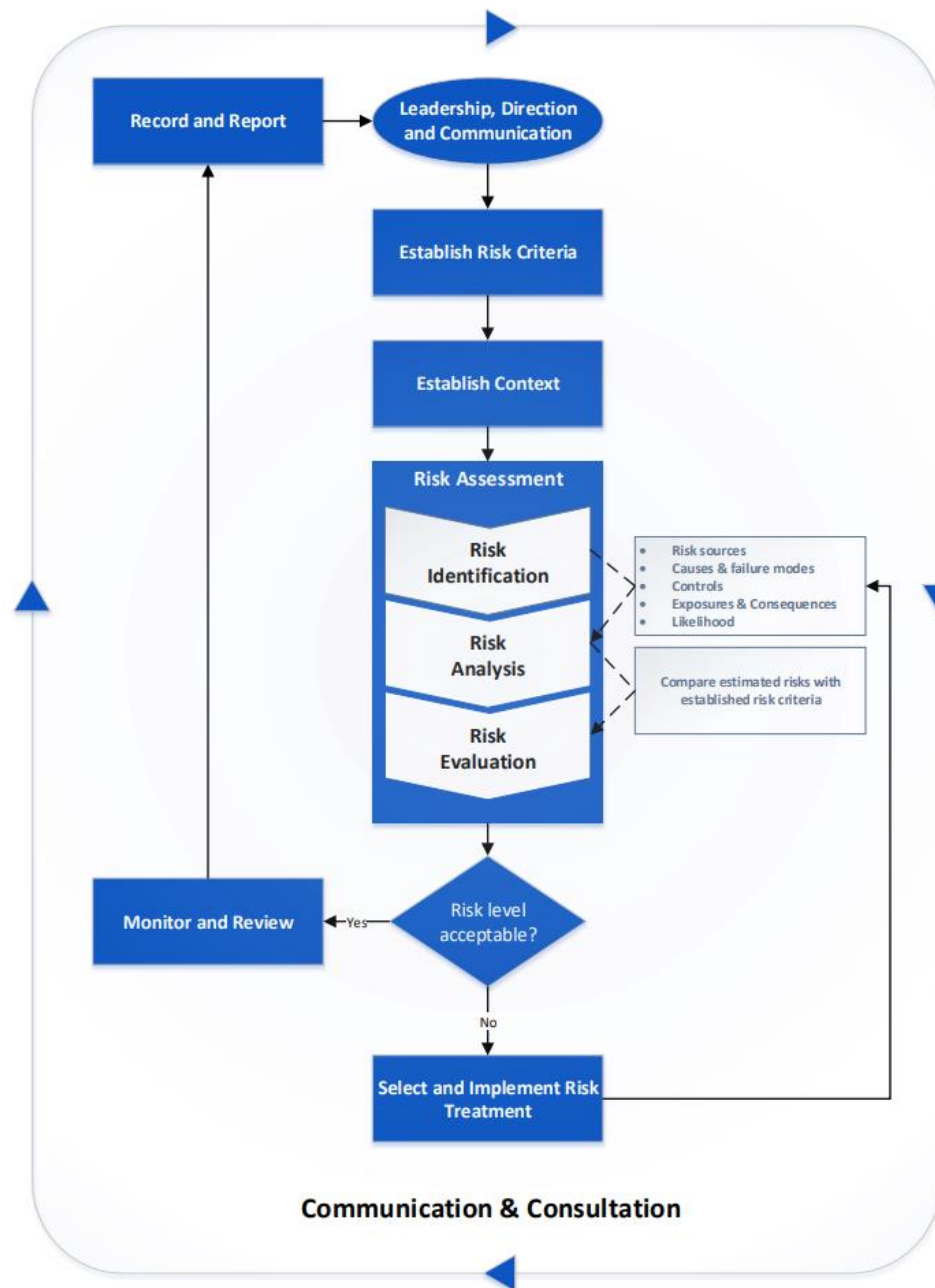 Record and Report
Leadership, Direction
and Communication
Establish Risk Criteria
Establish Context
Risk Assessment
Risk
Identification
• Risk sources
• Causes & failure modes
• Controls
• Exposures & Consequences
• Likelihood
Risk
Analysis
Compare estimated risks with
established risk criteria
Risk
Evaluation
Monitor and Review
Yes
Risk level
acceptable?
No
Select and Implement Risk
Treatment
Communication & Consultation